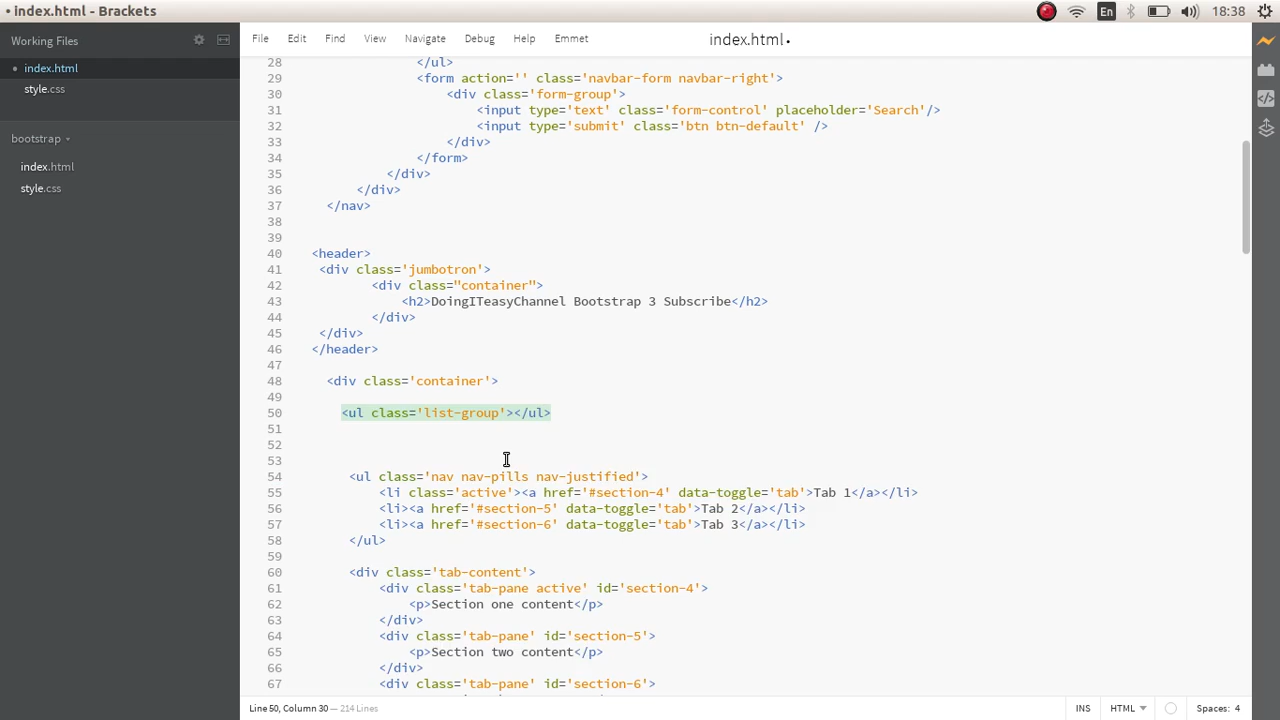 • index.html - Brackets
En
18:38
Working Files
• index.html
style.css
bootstrap
index.html
style.css
File Edit Find View Navigate Debug Help Emmet
index.html •
28 </ul>
29 <form action='' class='navbar-form navbar-right'>
30 <div class='form-group'>
31 <input type='text' class='form-control' placeholder='Search'/>
32 <input type='submit' class='btn btn-default' />
33 </div>
34 </form>
35 </div>
36 </div>
37 </nav>
38
39
40 <header>
41 <div class='jumbotron'>
42 <div class="container">
43 <h2>DoingITeasyChannel Bootstrap 3 Subscribe</h2>
44 </div>
45 </div>
46 </header>
47
48 <div class='container'>
49
50 <ul class='list-group'></ul>
51
52
53
54 <ul class='nav nav-pills nav-justified'>
55 <li class='active'><a href='#section-4' data-toggle='tab'>Tab 1</a></li>
56 <li><a href='#section-5' data-toggle='tab'>Tab 2</a></li>
57 <li><a href='#section-6' data-toggle='tab'>Tab 3</a></li>
58 </ul>
59
60 <div class='tab-content'>
61 <div class='tab-pane active' id='section-4'>
62 <p>Section one content</p>
63 </div>
64 <div class='tab-pane' id='section-5'>
65 <p>Section two content</p>
66 </div>
67 <div class='tab-pane' id='section-6'>
Line 50, Column 30 — 214 Lines
INS HTML Spaces: 4